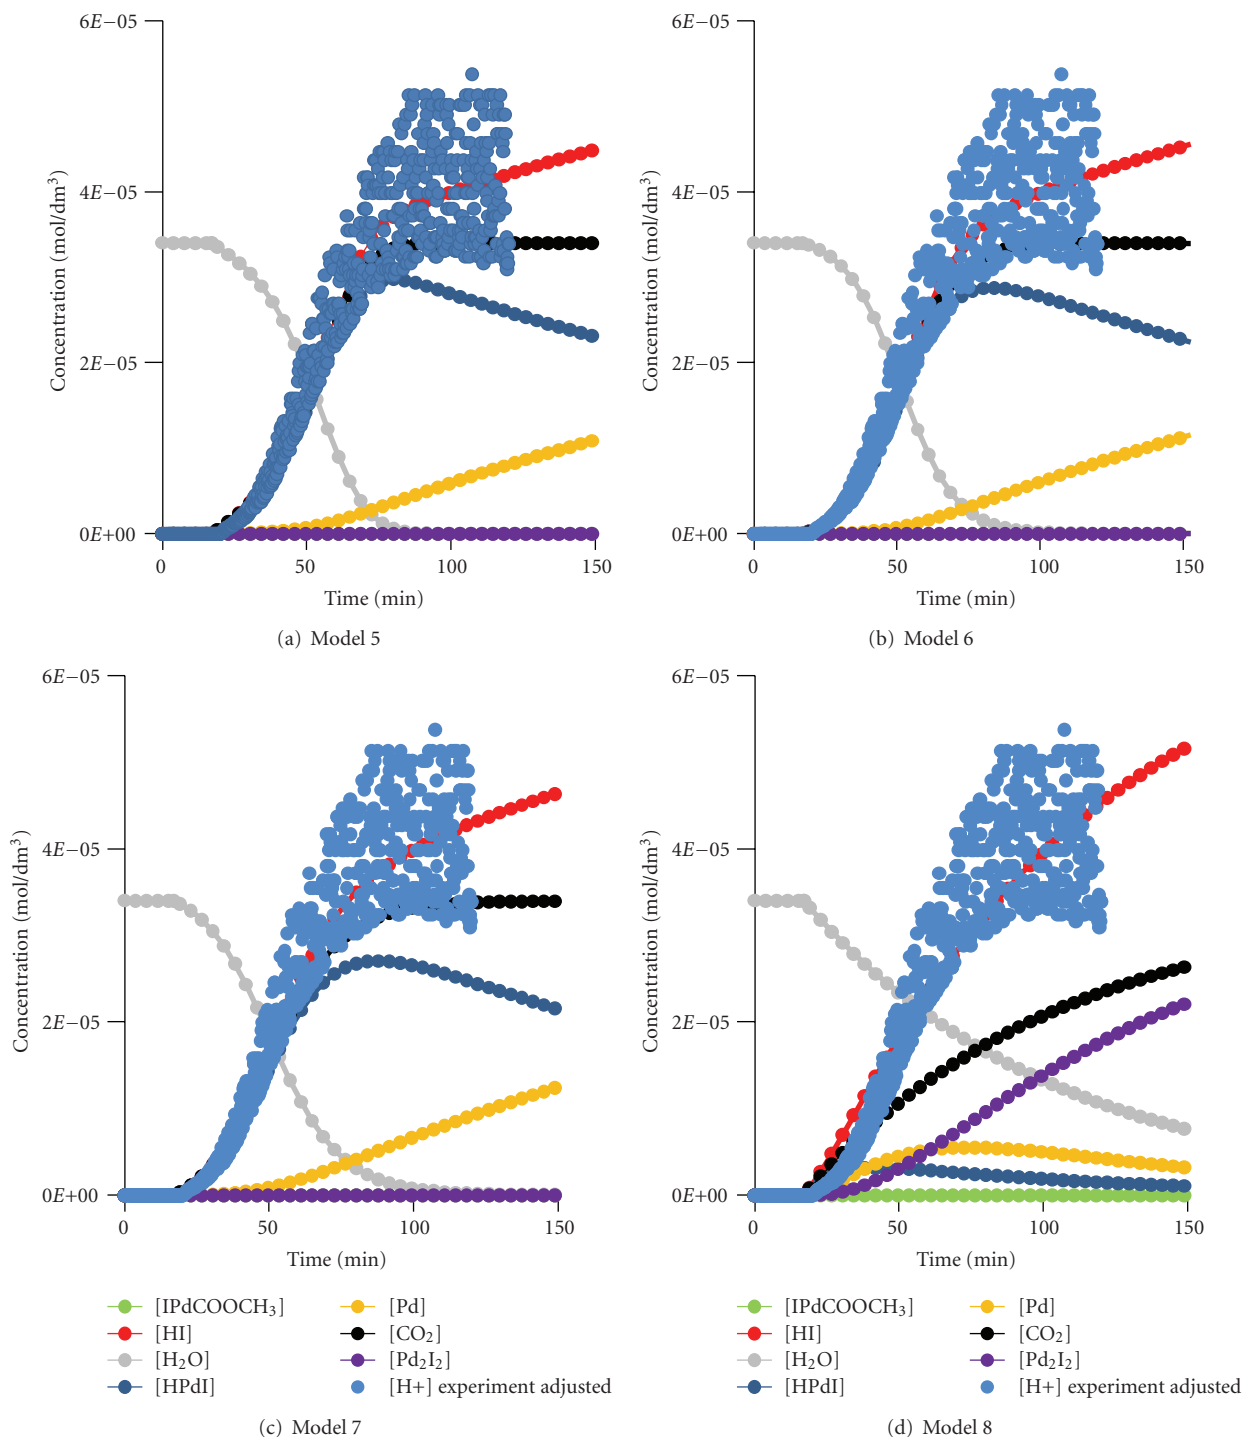 6E−05
4E−05
2E−05
0E+00
Concentration (mol/dm³)
0
50
100
150
Time (min)
(a) Model 5
6E−05
4E−05
2E−05
0E+00
Concentration (mol/dm³)
0
50
100
150
Time (min)
(b) Model 6
6E−05
4E−05
2E−05
0E+00
Concentration (mol/dm³)
0
50
100
150
Time (min)
[IPdCOOCH₃]
[HI]
[H₂O]
[HPdI]
[Pd]
[CO₂]
[Pd₂I₂]
[H+] experiment adjusted
(c) Model 7
6E−05
4E−05
2E−05
0E+00
Concentration (mol/dm³)
0
50
100
150
Time (min)
[IPdCOOCH₃]
[HI]
[H₂O]
[HPdI]
[Pd]
[CO₂]
[Pd₂I₂]
[H+] experiment adjusted
(d) Model 8